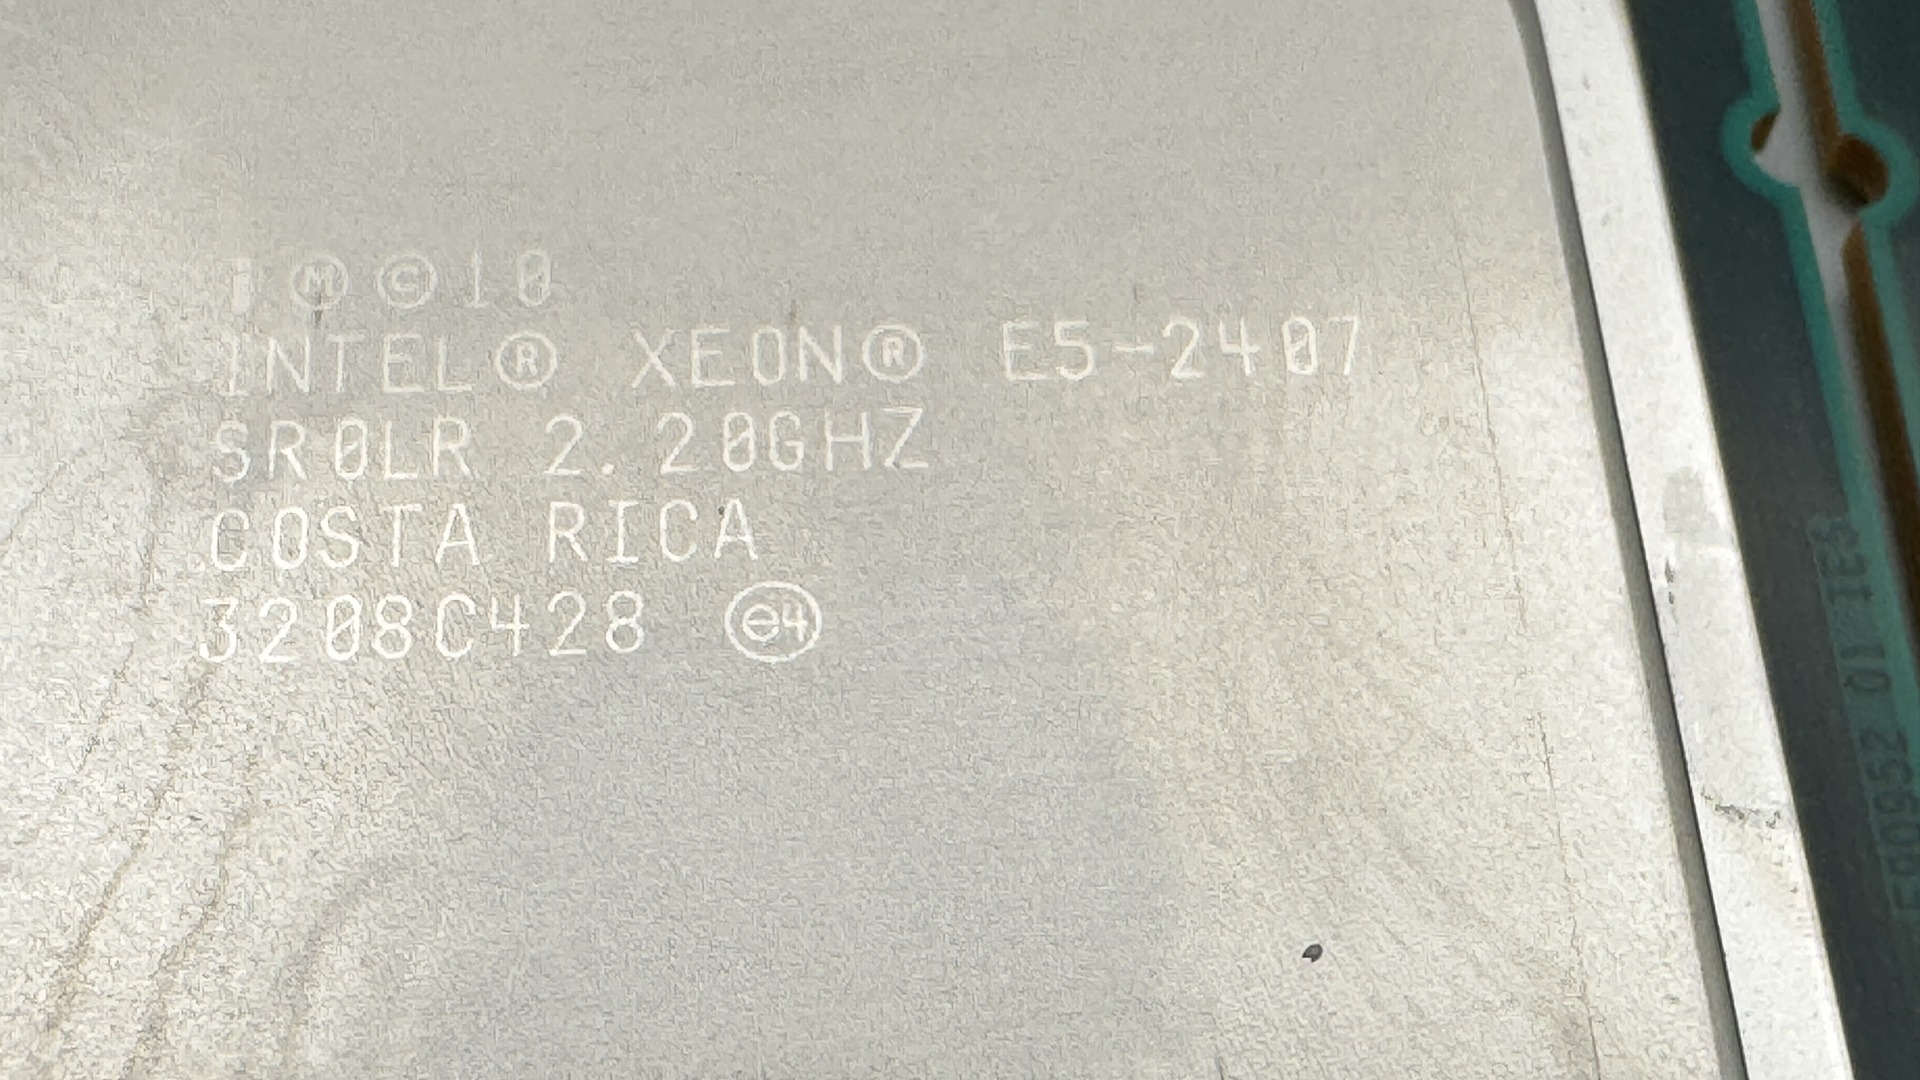 i Ⓜ © 10
INTEL® XEON® E5-2407
SR0LR 2.20GHZ
COSTA RICA
3208C428 e4